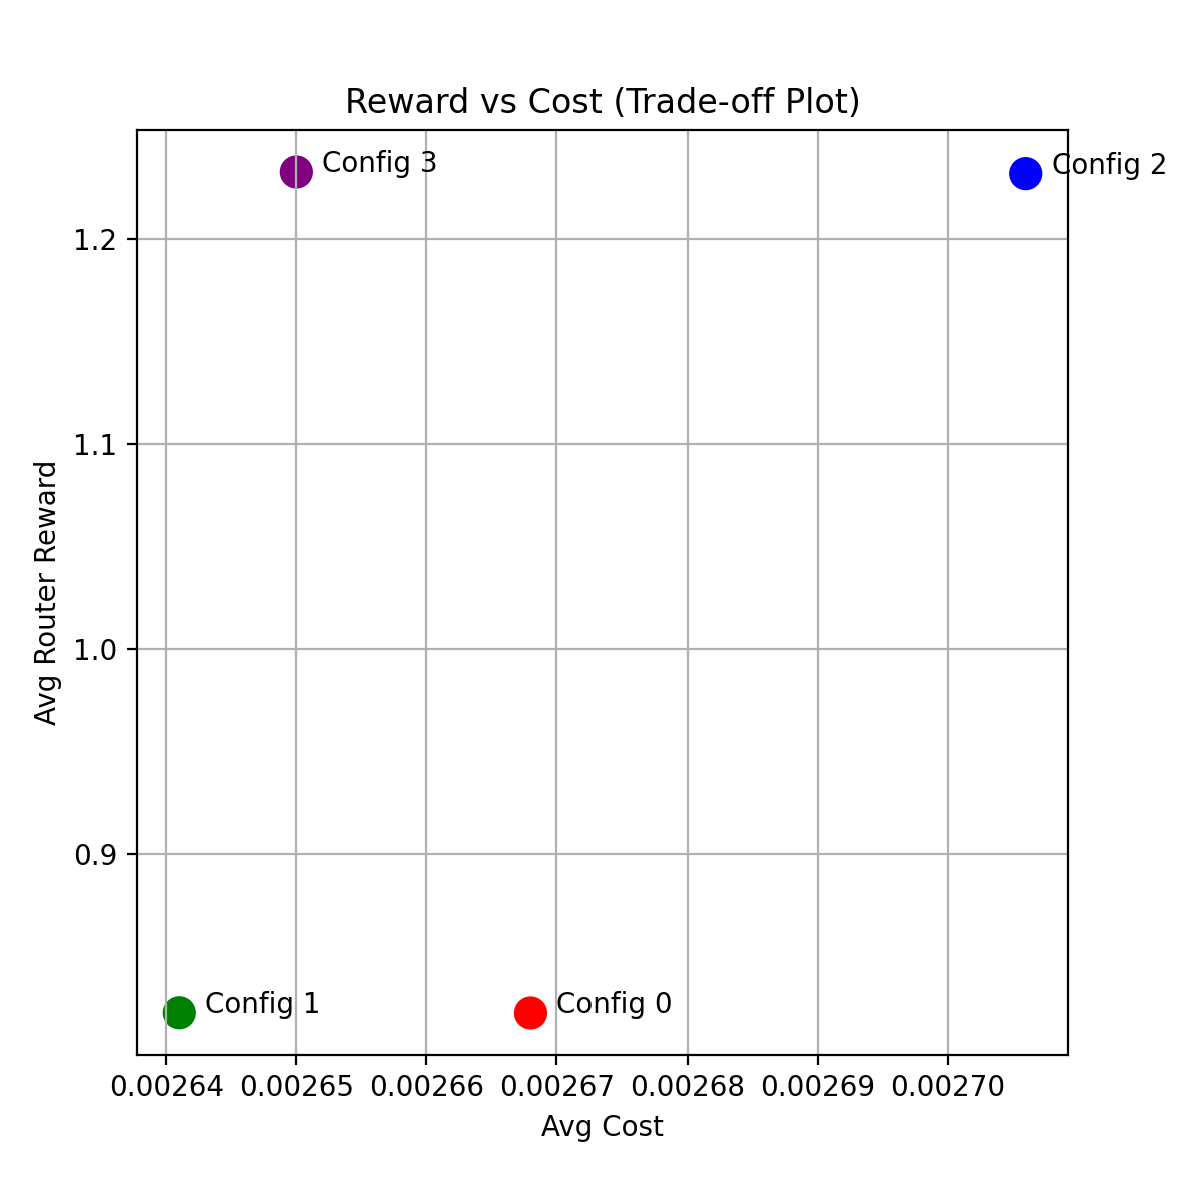 Reward vs Cost (Trade-off Plot)
Config 3
Config 2
1.2
1.1
1.0
0.9
Avg Router Reward
Config 1
Config 0
0.00264 0.00265 0.00266 0.00267 0.00268 0.00269 0.00270
Avg Cost